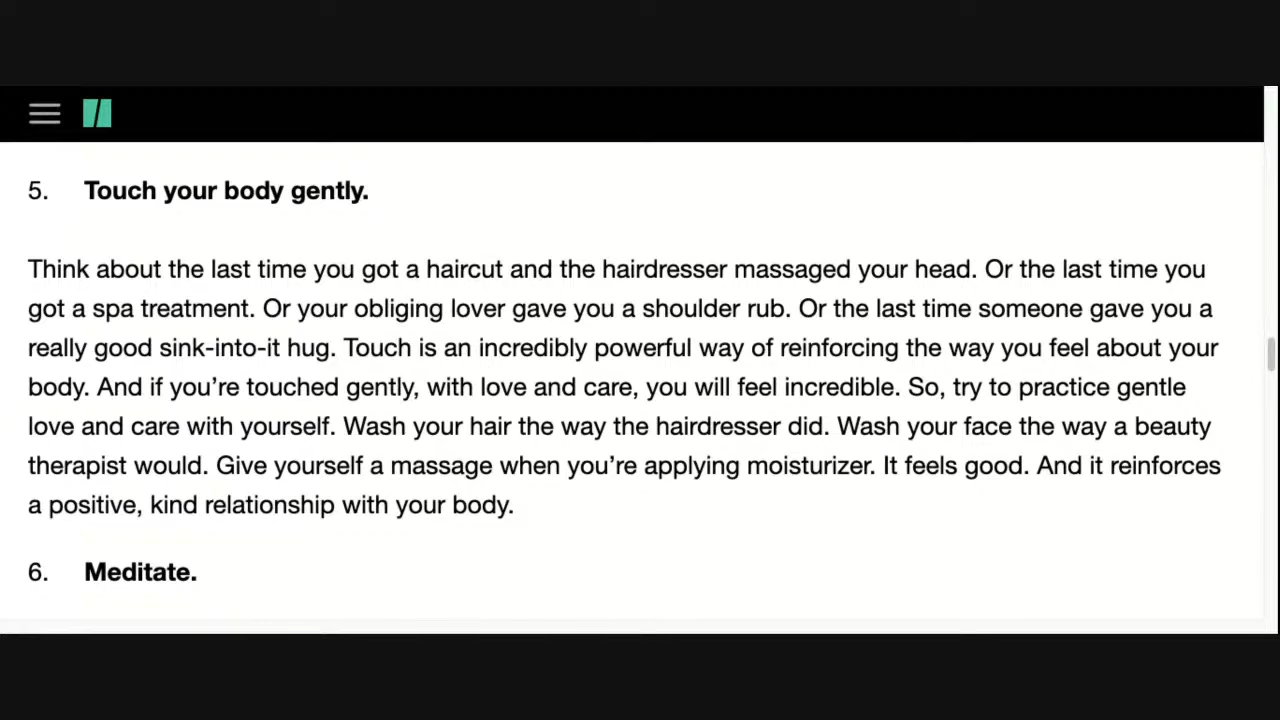 5. Touch your body gently.
Think about the last time you got a haircut and the hairdresser massaged your head. Or the last time you
got a spa treatment. Or your obliging lover gave you a shoulder rub. Or the last time someone gave you a
really good sink-into-it hug. Touch is an incredibly powerful way of reinforcing the way you feel about your
body. And if you’re touched gently, with love and care, you will feel incredible. So, try to practice gentle
love and care with yourself. Wash your hair the way the hairdresser did. Wash your face the way a beauty
therapist would. Give yourself a massage when you’re applying moisturizer. It feels good. And it reinforces
a positive, kind relationship with your body.
6. Meditate.